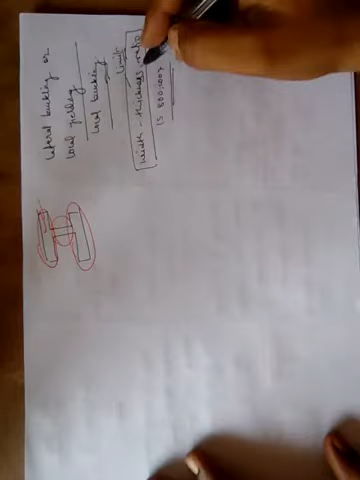 lateral buckling or
local yielding
local buckling
limit
width - thickness ratio
IS 800:2007